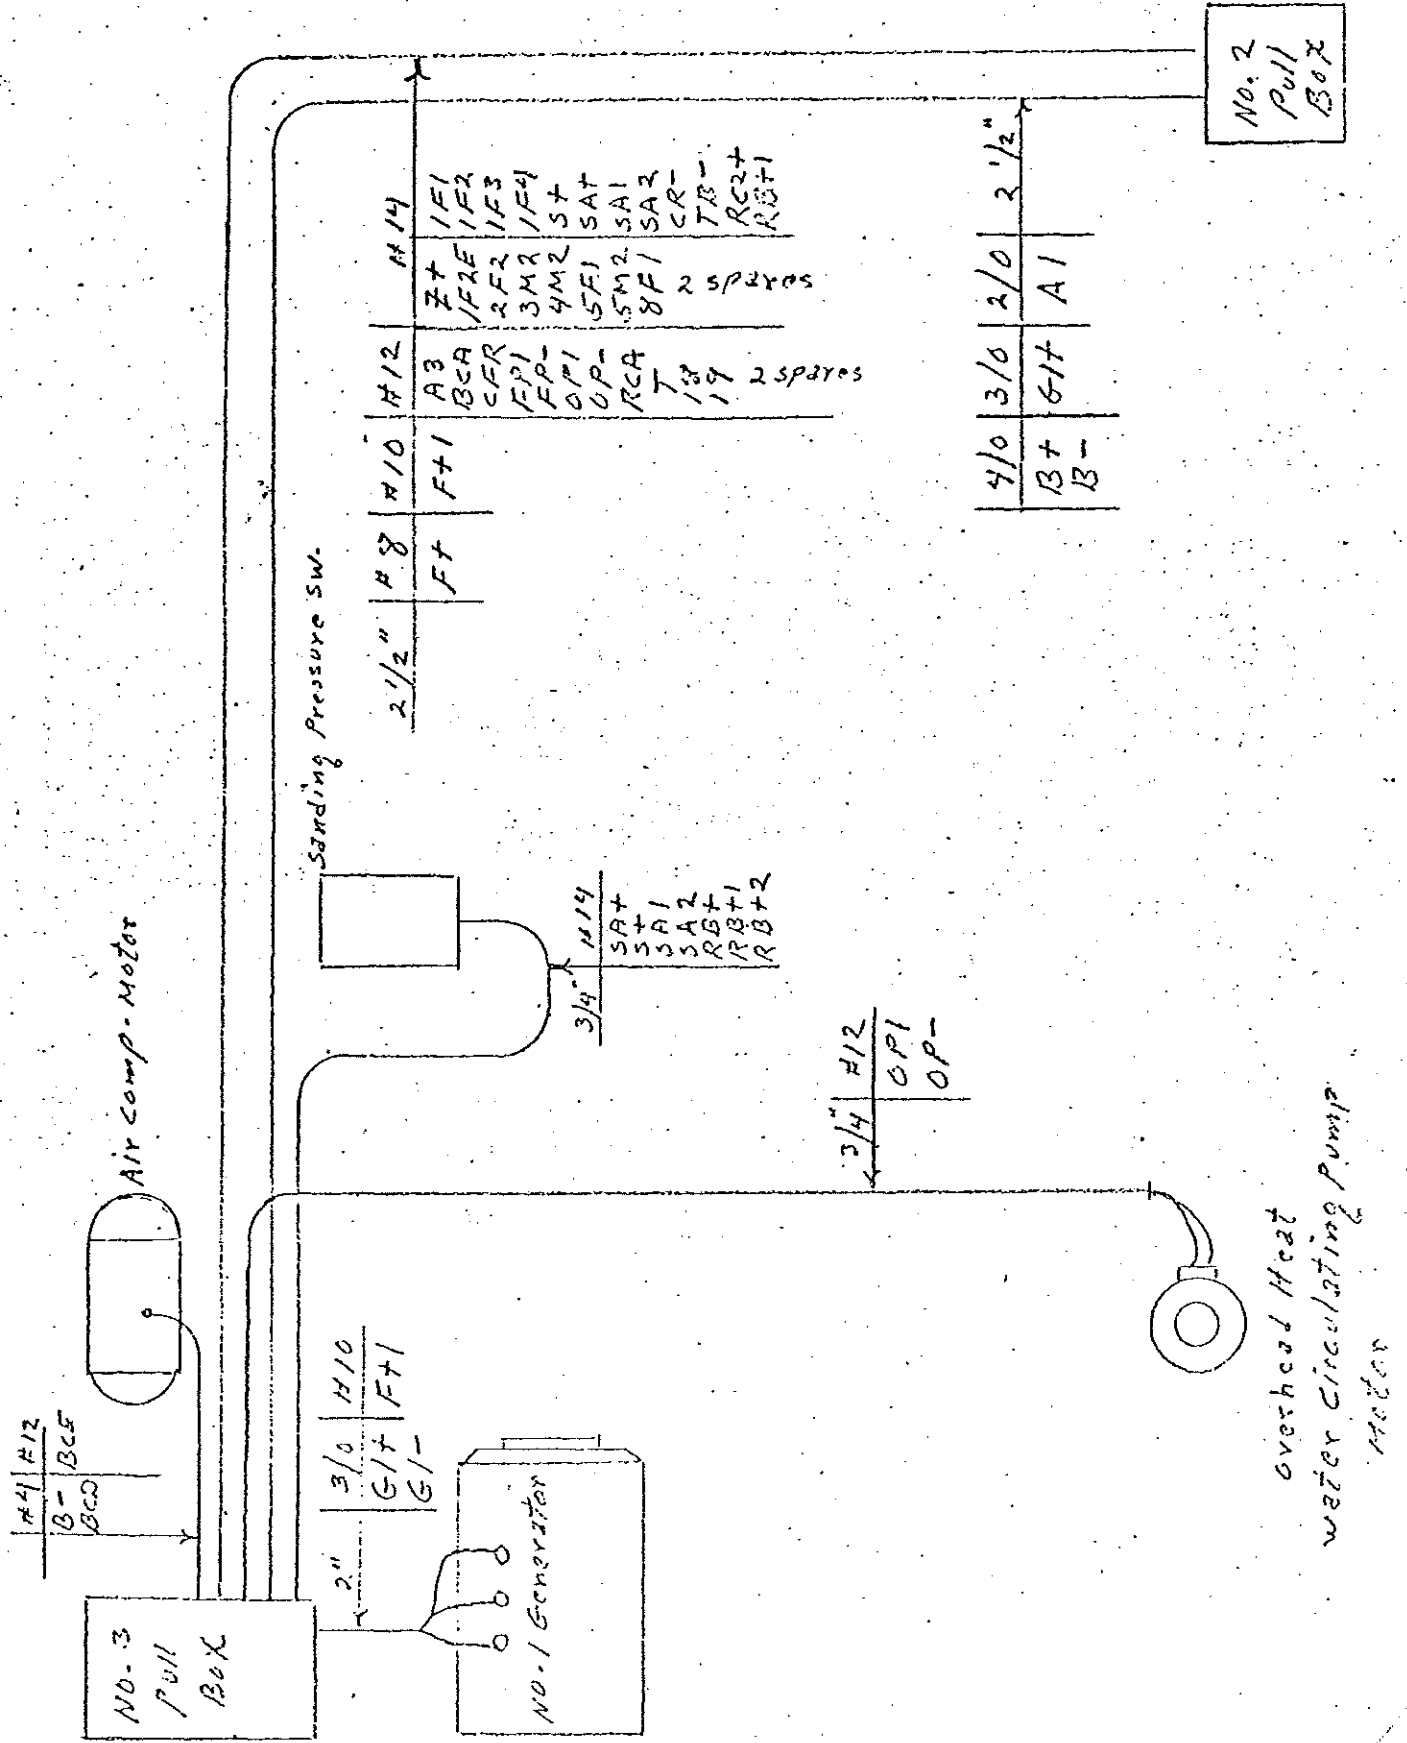 NO. 3
Pull
Box
#4 #12
B- BCE
BCD
Air Comp. Motor
2" 3/0 #10
G1+ F+1
G1-
NO. 1 Generator
Sanding Pressure SW.
3/4" #14
SA+
S+
SA1
SA2
RB+
RB+1
RB+2
3/4" #12
OP1
OP-
overhead Heat
water circulating Pump
Motor
2 1/2" #8 #10 #12 #14
F+
F+1
A3
BCA
CFR
FP1
FP-
OP1
OP-
RCA
T
19
2 spares
Z+
1F2E
2F2
3M2
4M2
5F1
5M2
8F1
2 spares
1F1
1F2
1F3
1F4
S+
SA+
SA1
SA2
CR-
TB-
RC2+
RB+1
4/0 3/0 2/0 2 1/2"
B+ G1+ A1
B-
NO. 2
Pull
Box